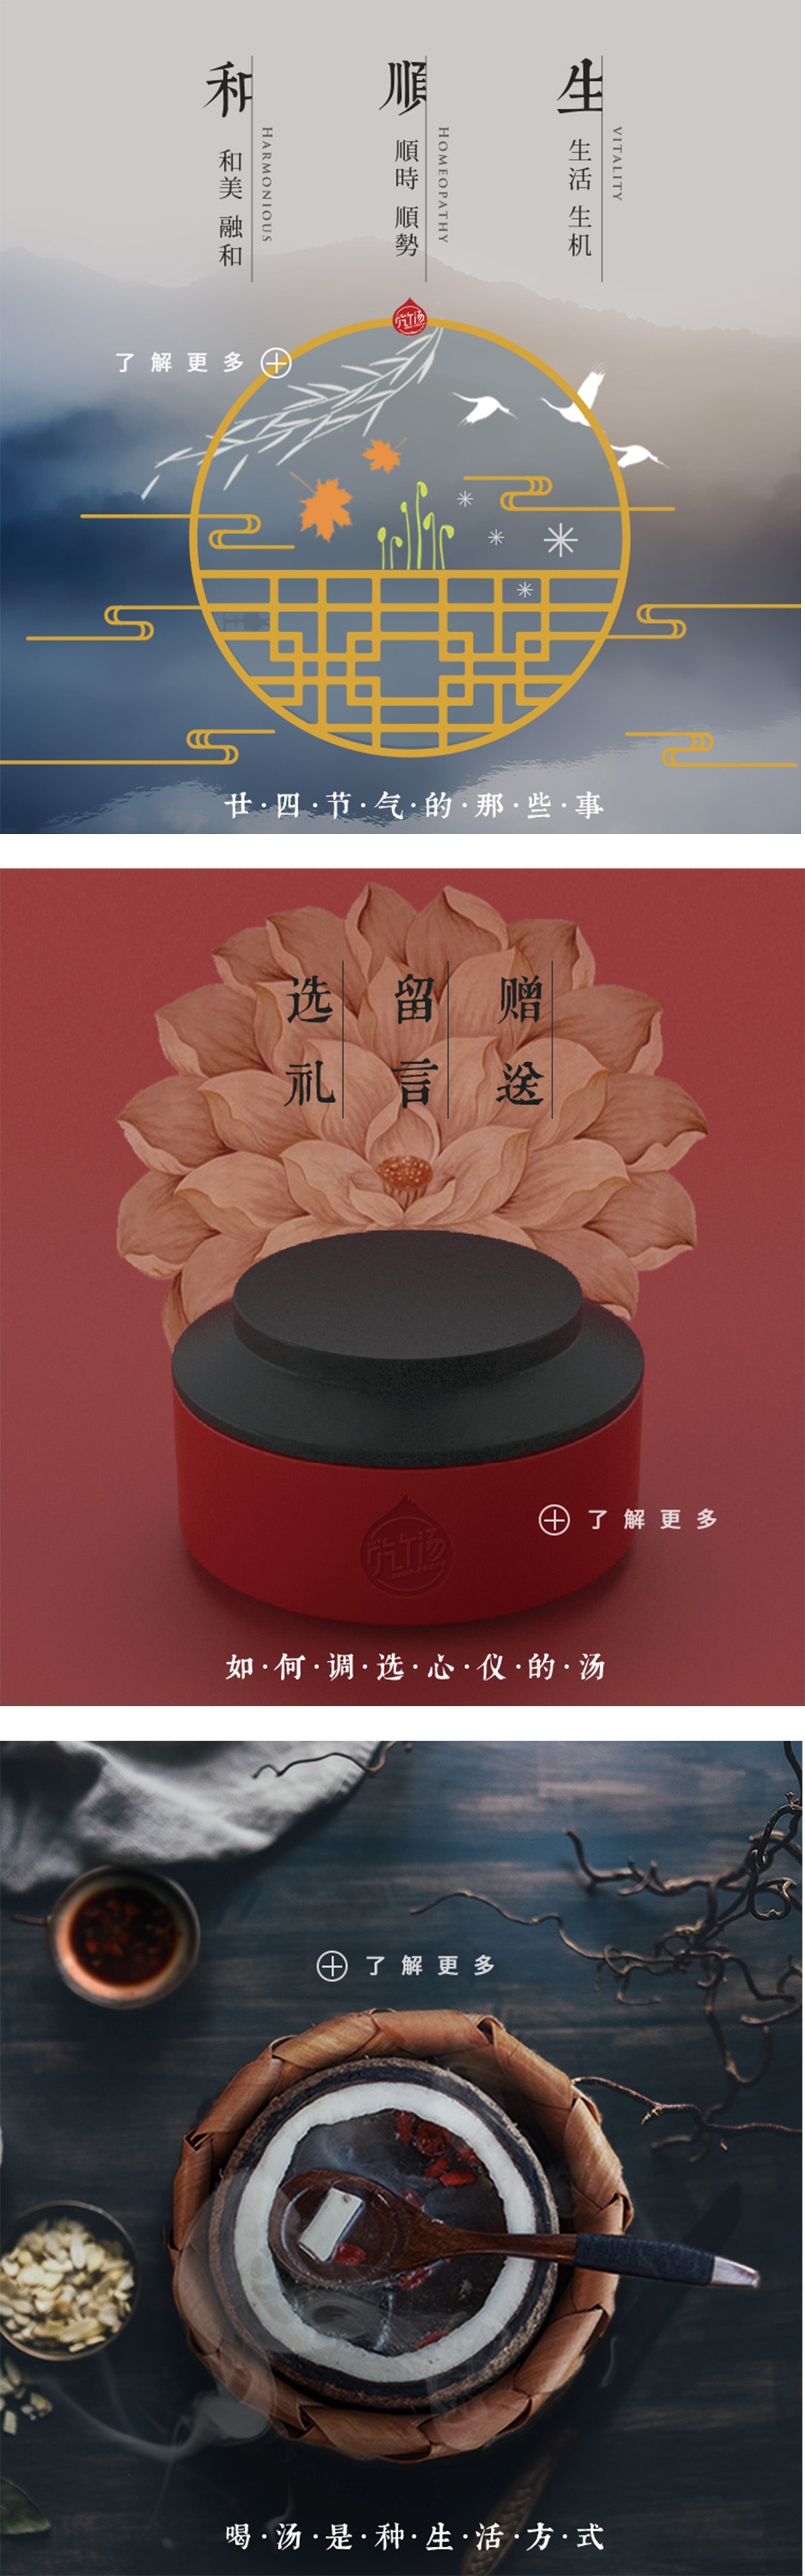 和
和美 融和
HARMONIOUS
順
順時 順勢
HOMEOPATHY
生
生活 生机
VITALITY
了解更多
廿·四·节·气·的·那·些·事
选礼
留言
赠送
了解更多
如·何·调·选·心·仪·的·汤
了解更多
喝·汤·是·种·生·活·方·式